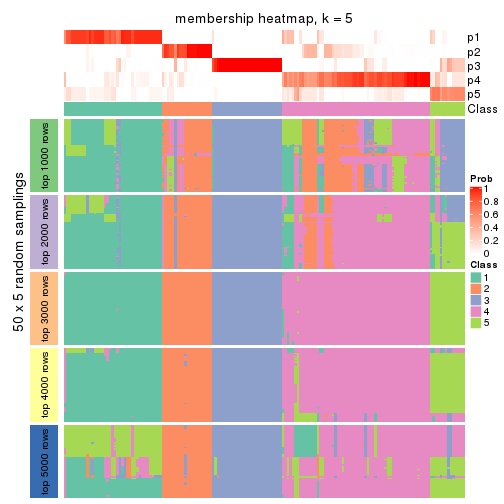 membership heatmap, k = 5
p1
p2
p3
p4
p5
Class
50 x 5 random samplings
top 1000 rows
top 2000 rows
top 3000 rows
top 4000 rows
top 5000 rows
Prob
1
0.8
0.6
0.4
0.2
0
Class
1
2
3
4
5